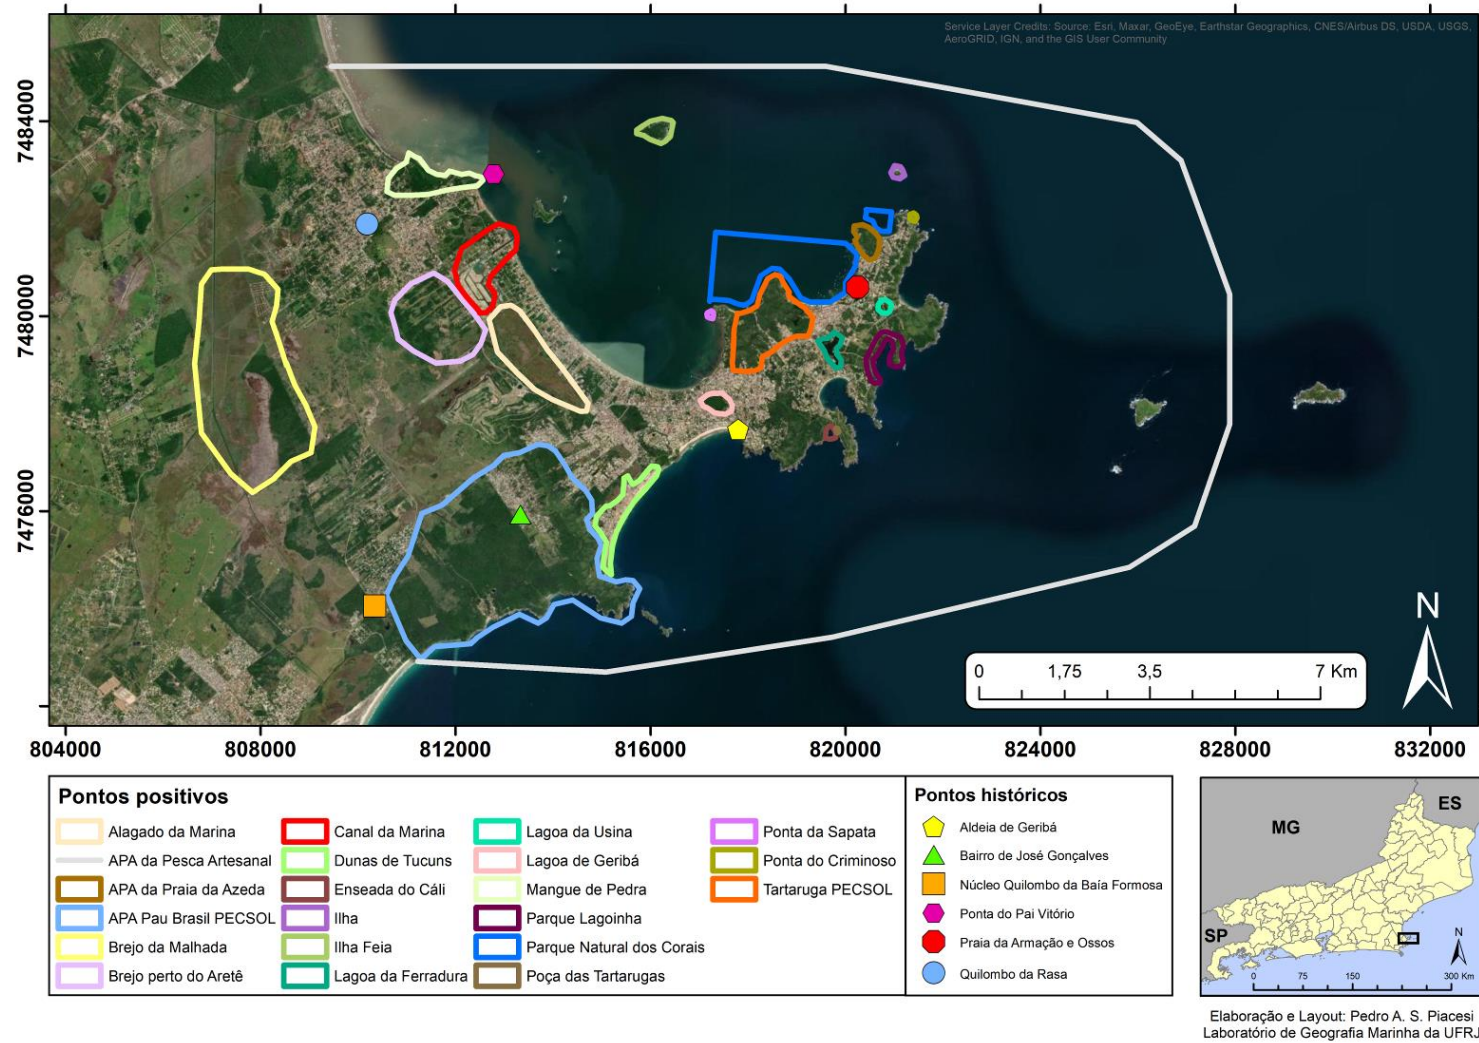 Service Layer Credits: Source: Esri, Maxar, GeoEye, Earthstar Geographics, CNES/Airbus DS, USDA, USGS,
AeroGRID, IGN, and the GIS User Community
7484000
7480000
7476000
N
0 1,75 3,5 7 Km
804000 808000 812000 816000 820000 824000 828000 832000
Pontos positivos
Alagado da Marina
APA da Pesca Artesanal
APA da Praia da Azeda
APA Pau Brasil PECSOL
Brejo da Malhada
Brejo perto do Aretê
Canal da Marina
Dunas de Tucuns
Enseada do Cáli
Ilha
Ilha Feia
Lagoa da Ferradura
Lagoa da Usina
Lagoa de Geribá
Mangue de Pedra
Parque Lagoinha
Parque Natural dos Corais
Poça das Tartarugas
Ponta da Sapata
Ponta do Criminoso
Tartaruga PECSOL
Pontos históricos
Aldeia de Geribá
Bairro de José Gonçalves
Núcleo Quilombo da Baía Formosa
Ponta do Pai Vitório
Praia da Armação e Ossos
Quilombo da Rasa
MG
ES
SP
N
0 75 150 300 Km
Elaboração e Layout: Pedro A. S. Piacesi
Laboratório de Geografia Marinha da UFRJ